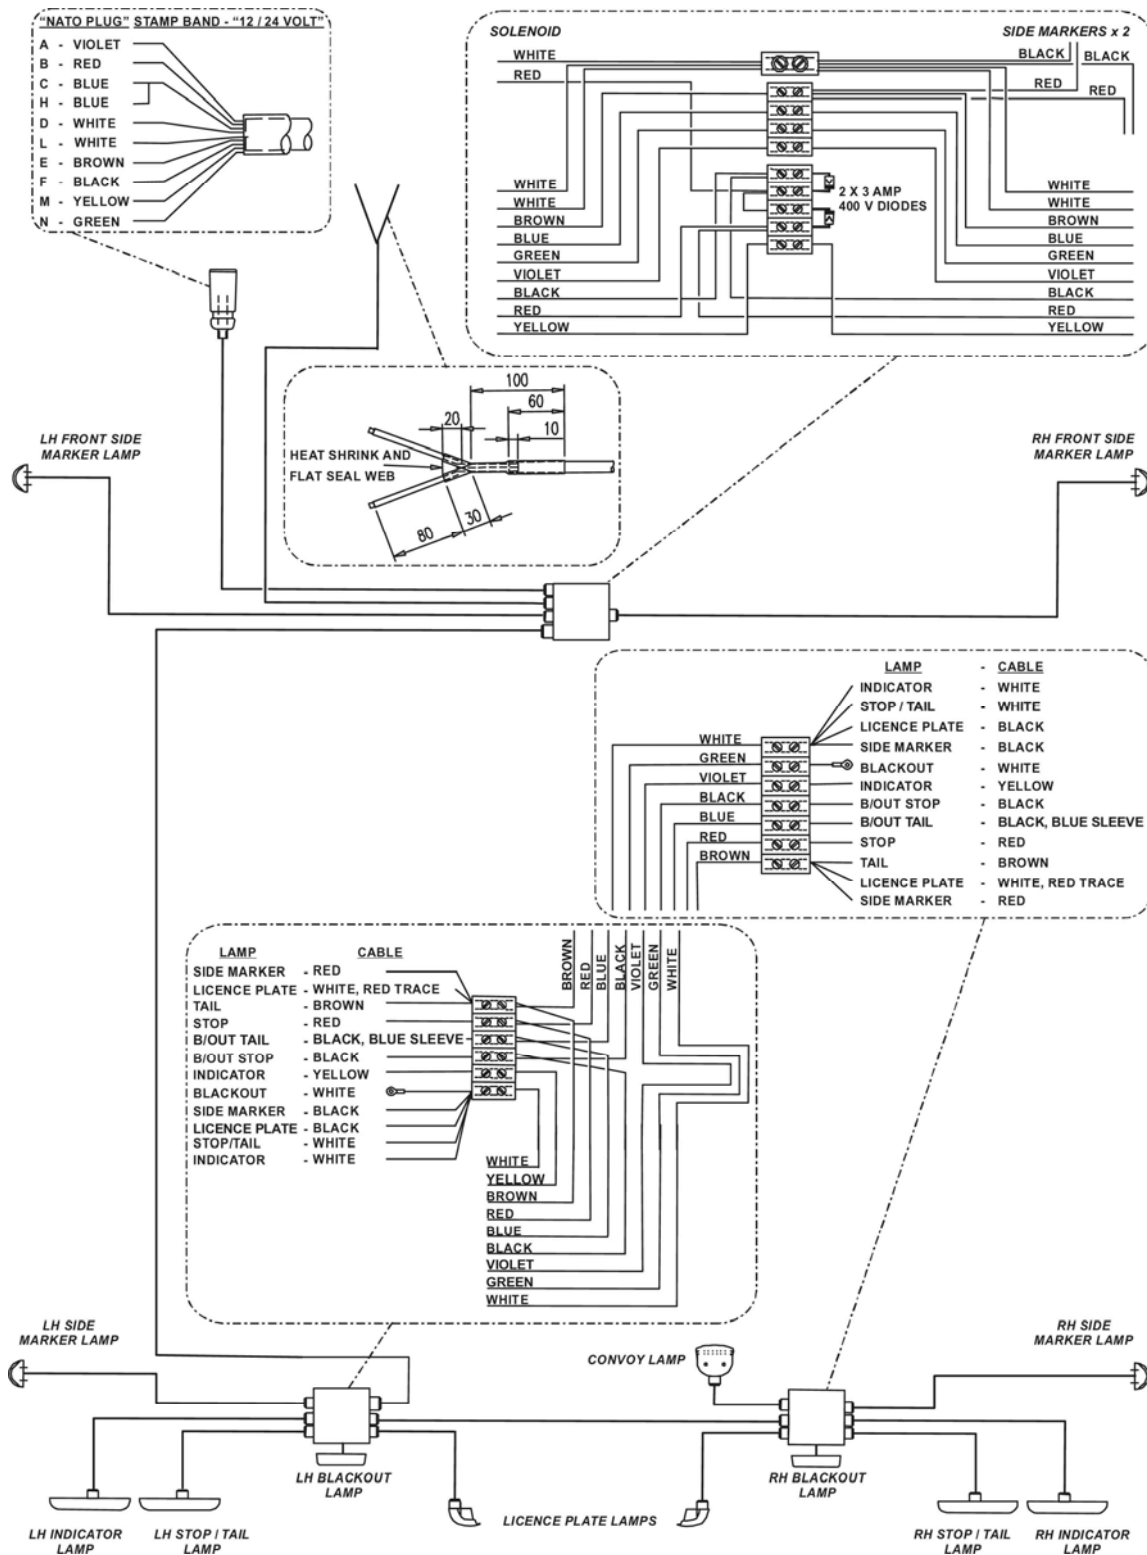 "NATO PLUG" STAMP BAND - "12 / 24 VOLT"
A - VIOLET
B - RED
C - BLUE
H - BLUE
D - WHITE
L - WHITE
E - BROWN
F - BLACK
M - YELLOW
N - GREEN
SOLENOID
SIDE MARKERS x 2
WHITE
RED
BLACK
BLACK
RED
RED
2 X 3 AMP
400 V DIODES
WHITE
WHITE
BROWN
BLUE
GREEN
VIOLET
BLACK
RED
YELLOW
WHITE
WHITE
BROWN
BLUE
GREEN
VIOLET
BLACK
RED
YELLOW
100
60
20
10
HEAT SHRINK AND
FLAT SEAL WEB
30
80
LH FRONT SIDE
MARKER LAMP
RH FRONT SIDE
MARKER LAMP
LAMP - CABLE
INDICATOR - WHITE
STOP / TAIL - WHITE
LICENCE PLATE - BLACK
SIDE MARKER - BLACK
BLACKOUT - WHITE
INDICATOR - YELLOW
B/OUT STOP - BLACK
B/OUT TAIL - BLACK, BLUE SLEEVE
STOP - RED
TAIL - BROWN
LICENCE PLATE - WHITE, RED TRACE
SIDE MARKER - RED
WHITE
GREEN
VIOLET
BLACK
BLUE
RED
BROWN
BROWN
RED
BLUE
BLACK
VIOLET
GREEN
WHITE
LAMP CABLE
SIDE MARKER - RED
LICENCE PLATE - WHITE, RED TRACE
TAIL - BROWN
STOP - RED
B/OUT TAIL - BLACK, BLUE SLEEVE
B/OUT STOP - BLACK
INDICATOR - YELLOW
BLACKOUT - WHITE
SIDE MARKER - BLACK
LICENCE PLATE - BLACK
STOP/TAIL - WHITE
INDICATOR - WHITE
WHITE
YELLOW
BROWN
RED
BLUE
BLACK
VIOLET
GREEN
WHITE
LH SIDE
MARKER LAMP
CONVOY LAMP
RH SIDE
MARKER LAMP
LH BLACKOUT
LAMP
RH BLACKOUT
LAMP
LICENCE PLATE LAMPS
LH INDICATOR
LAMP
LH STOP / TAIL
LAMP
RH STOP / TAIL
LAMP
RH INDICATOR
LAMP